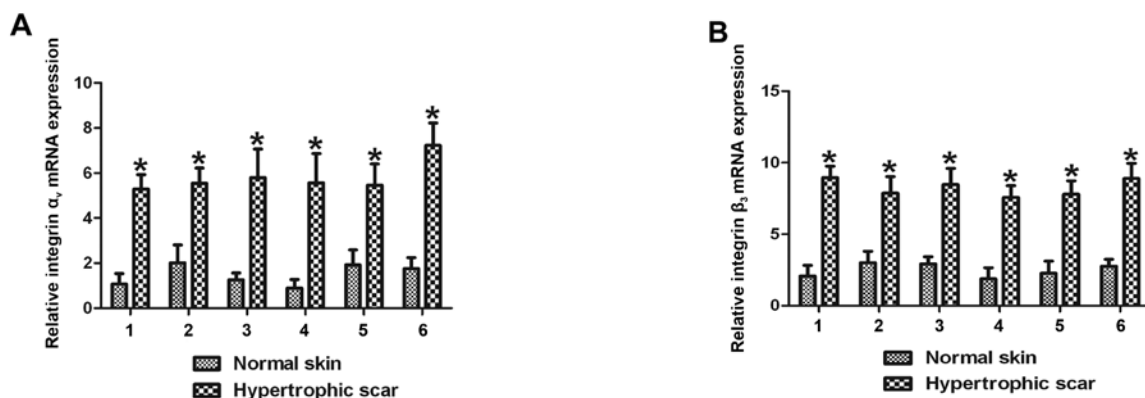 A
Relative integrin αv mRNA expression
10
8
6
4
2
0
* * * * * *
1 2 3 4 5 6
Normal skin
Hypertrophic scar
B
Relative integrin β3 mRNA expression
15
10
5
0
* * * * * *
1 2 3 4 5 6
Normal skin
Hypertrophic scar